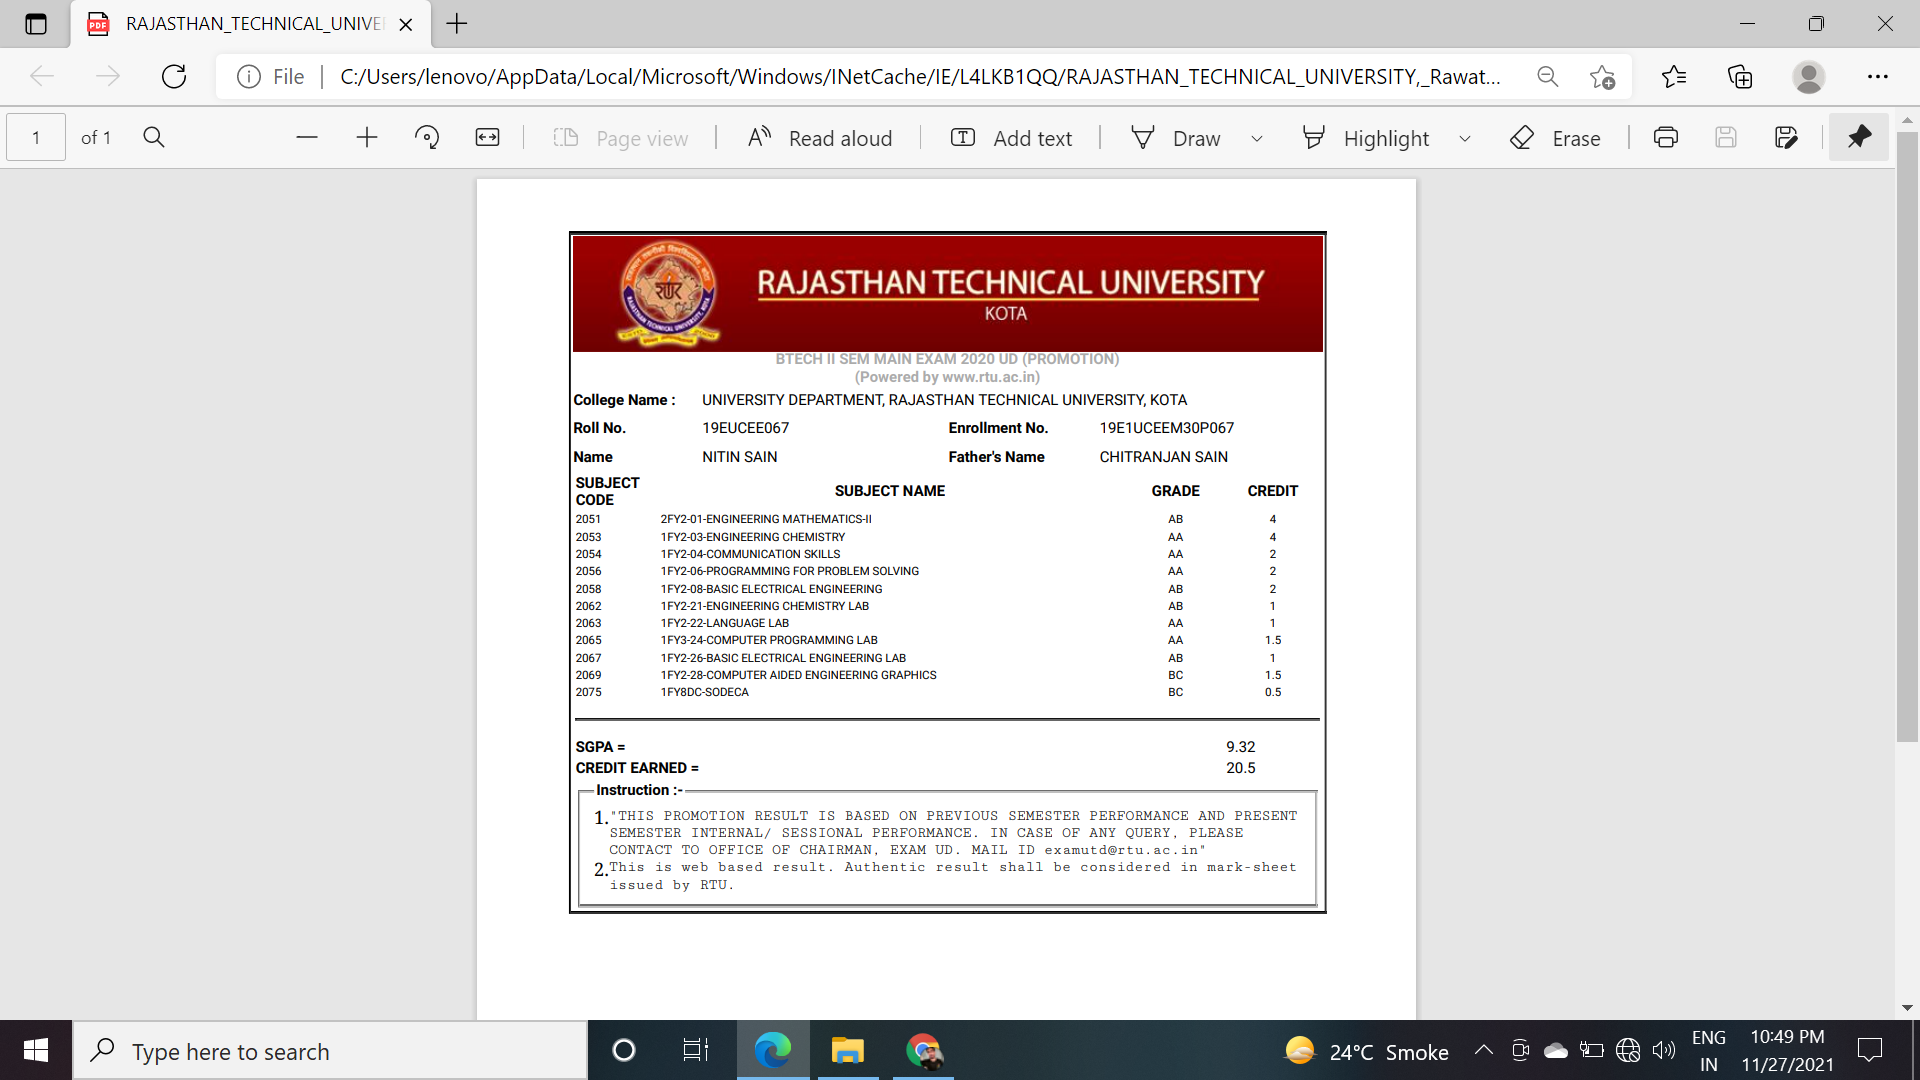 RAJASTHAN_TECHNICAL_UNIVE
File
C:/Users/lenovo/AppData/Local/Microsoft/Windows/INetCache/IE/L4LKB1QQ/RAJASTHAN_TECHNICAL_UNIVERSITY,_Rawat...
1 of 1
Page view
Read aloud
Add text
Draw
Highlight
Erase
RAJASTHAN TECHNICAL UNIVERSITY
KOTA
BTECH II SEM MAIN EXAM 2020 UD (PROMOTION)
(Powered by www.rtu.ac.in)
College Name : UNIVERSITY DEPARTMENT, RAJASTHAN TECHNICAL UNIVERSITY, KOTA
Roll No. 19EUCEE067 Enrollment No. 19E1UCEEM30P067
Name NITIN SAIN Father's Name CHITRANJAN SAIN
SUBJECT CODE SUBJECT NAME GRADE CREDIT
2051 2FY2-01-ENGINEERING MATHEMATICS-II AB 4
2053 1FY2-03-ENGINEERING CHEMISTRY AA 4
2054 1FY2-04-COMMUNICATION SKILLS AA 2
2056 1FY2-06-PROGRAMMING FOR PROBLEM SOLVING AA 2
2058 1FY2-08-BASIC ELECTRICAL ENGINEERING AB 2
2062 1FY2-21-ENGINEERING CHEMISTRY LAB AB 1
2063 1FY2-22-LANGUAGE LAB AA 1
2065 1FY3-24-COMPUTER PROGRAMMING LAB AA 1.5
2067 1FY2-26-BASIC ELECTRICAL ENGINEERING LAB AB 1
2069 1FY2-28-COMPUTER AIDED ENGINEERING GRAPHICS BC 1.5
2075 1FY8DC-SODECA BC 0.5
SGPA = 9.32
CREDIT EARNED = 20.5
Instruction :-
1. "THIS PROMOTION RESULT IS BASED ON PREVIOUS SEMESTER PERFORMANCE AND PRESENT
SEMESTER INTERNAL/ SESSIONAL PERFORMANCE. IN CASE OF ANY QUERY, PLEASE
CONTACT TO OFFICE OF CHAIRMAN, EXAM UD. MAIL ID examutd@rtu.ac.in"
2. This is web based result. Authentic result shall be considered in mark-sheet
issued by RTU.
Type here to search
24°C Smoke
ENG
IN
10:49 PM
11/27/2021